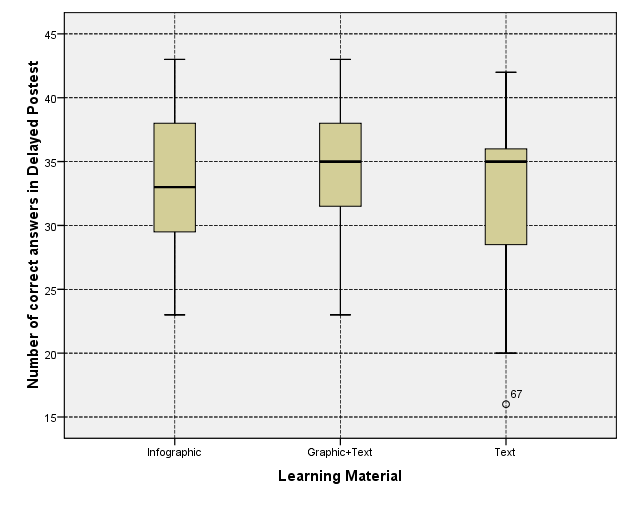 Number of correct answers in Delayed Postest
45
40
35
30
25
20
15
67
Infographic
Graphic+Text
Text
Learning Material